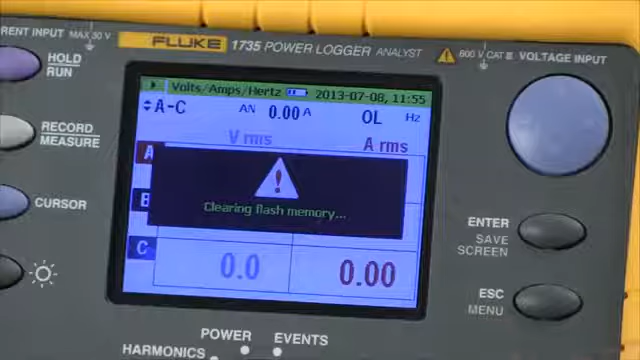 RENT INPUT MAX 30 V
FLUKE 1735 POWER LOGGER ANALYST
600 V CAT III VOLTAGE INPUT
HOLD
RUN
RECORD
MEASURE
CURSOR
Volts/Amps/Hertz 2013-07-08, 11:55
A-C AN 0.00 A OL Hz
V rms A rms
A
B
Clearing flash memory...
C 0.0 0.00
ENTER
SAVE
SCREEN
ESC
MENU
POWER EVENTS
HARMONICS